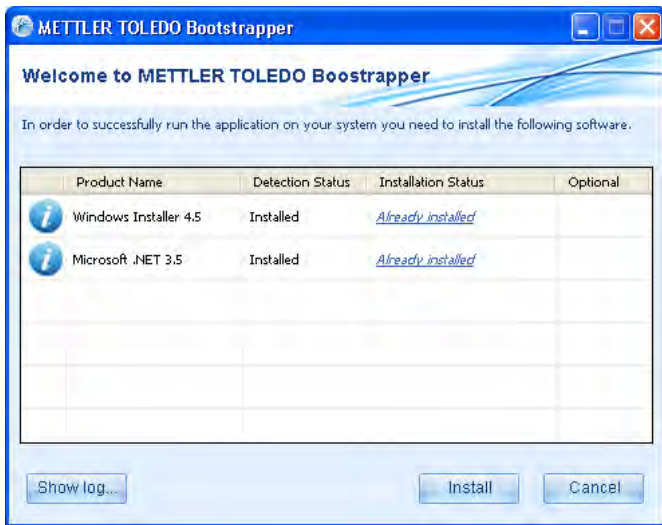 METTLER TOLEDO Bootstrapper
Welcome to METTLER TOLEDO Boostrapper
In order to successfully run the application on your system you need to install the following software.
Product Name Detection Status Installation Status Optional
Windows Installer 4.5 Installed Already installed
Microsoft .NET 3.5 Installed Already installed
Show log... Install Cancel